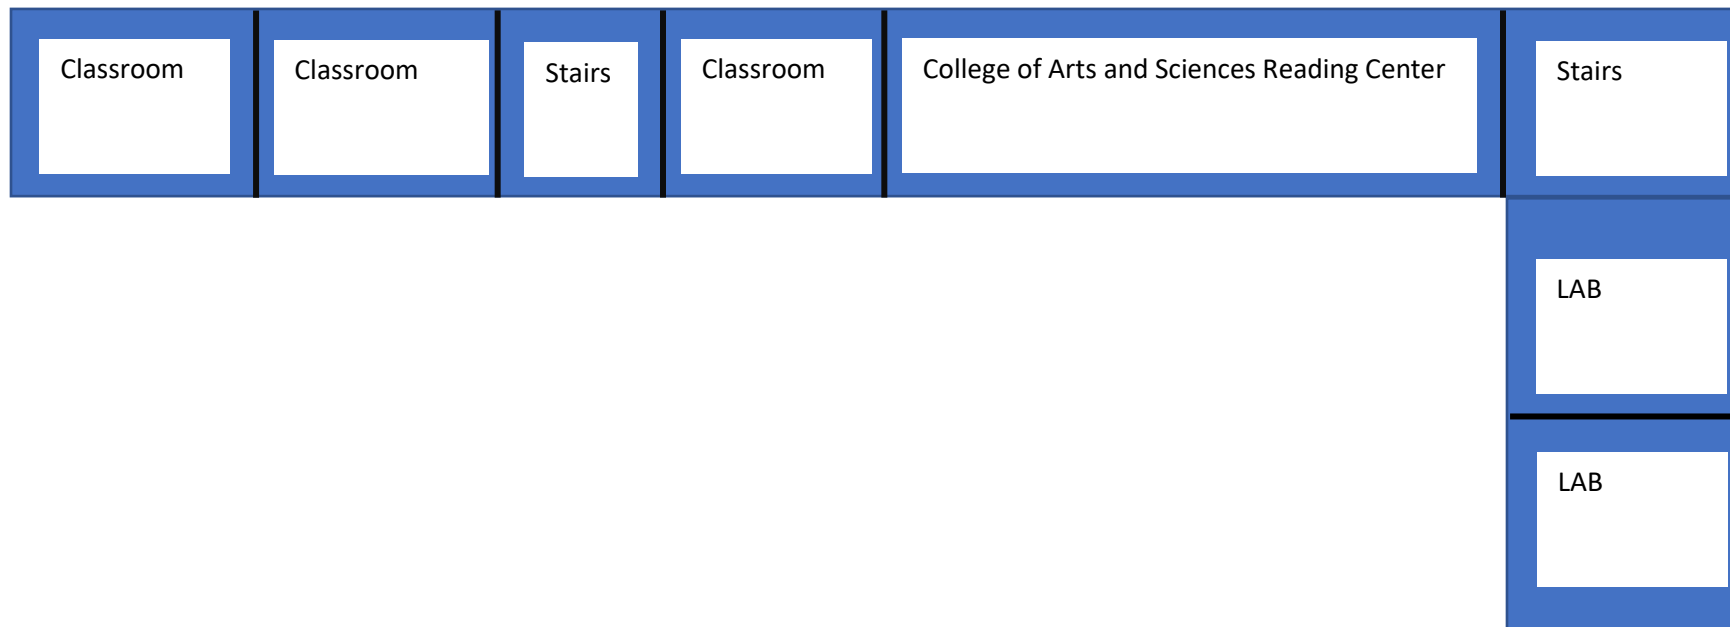 Classroom
Classroom
Stairs
Classroom
College of Arts and Sciences Reading Center
Stairs
LAB
LAB